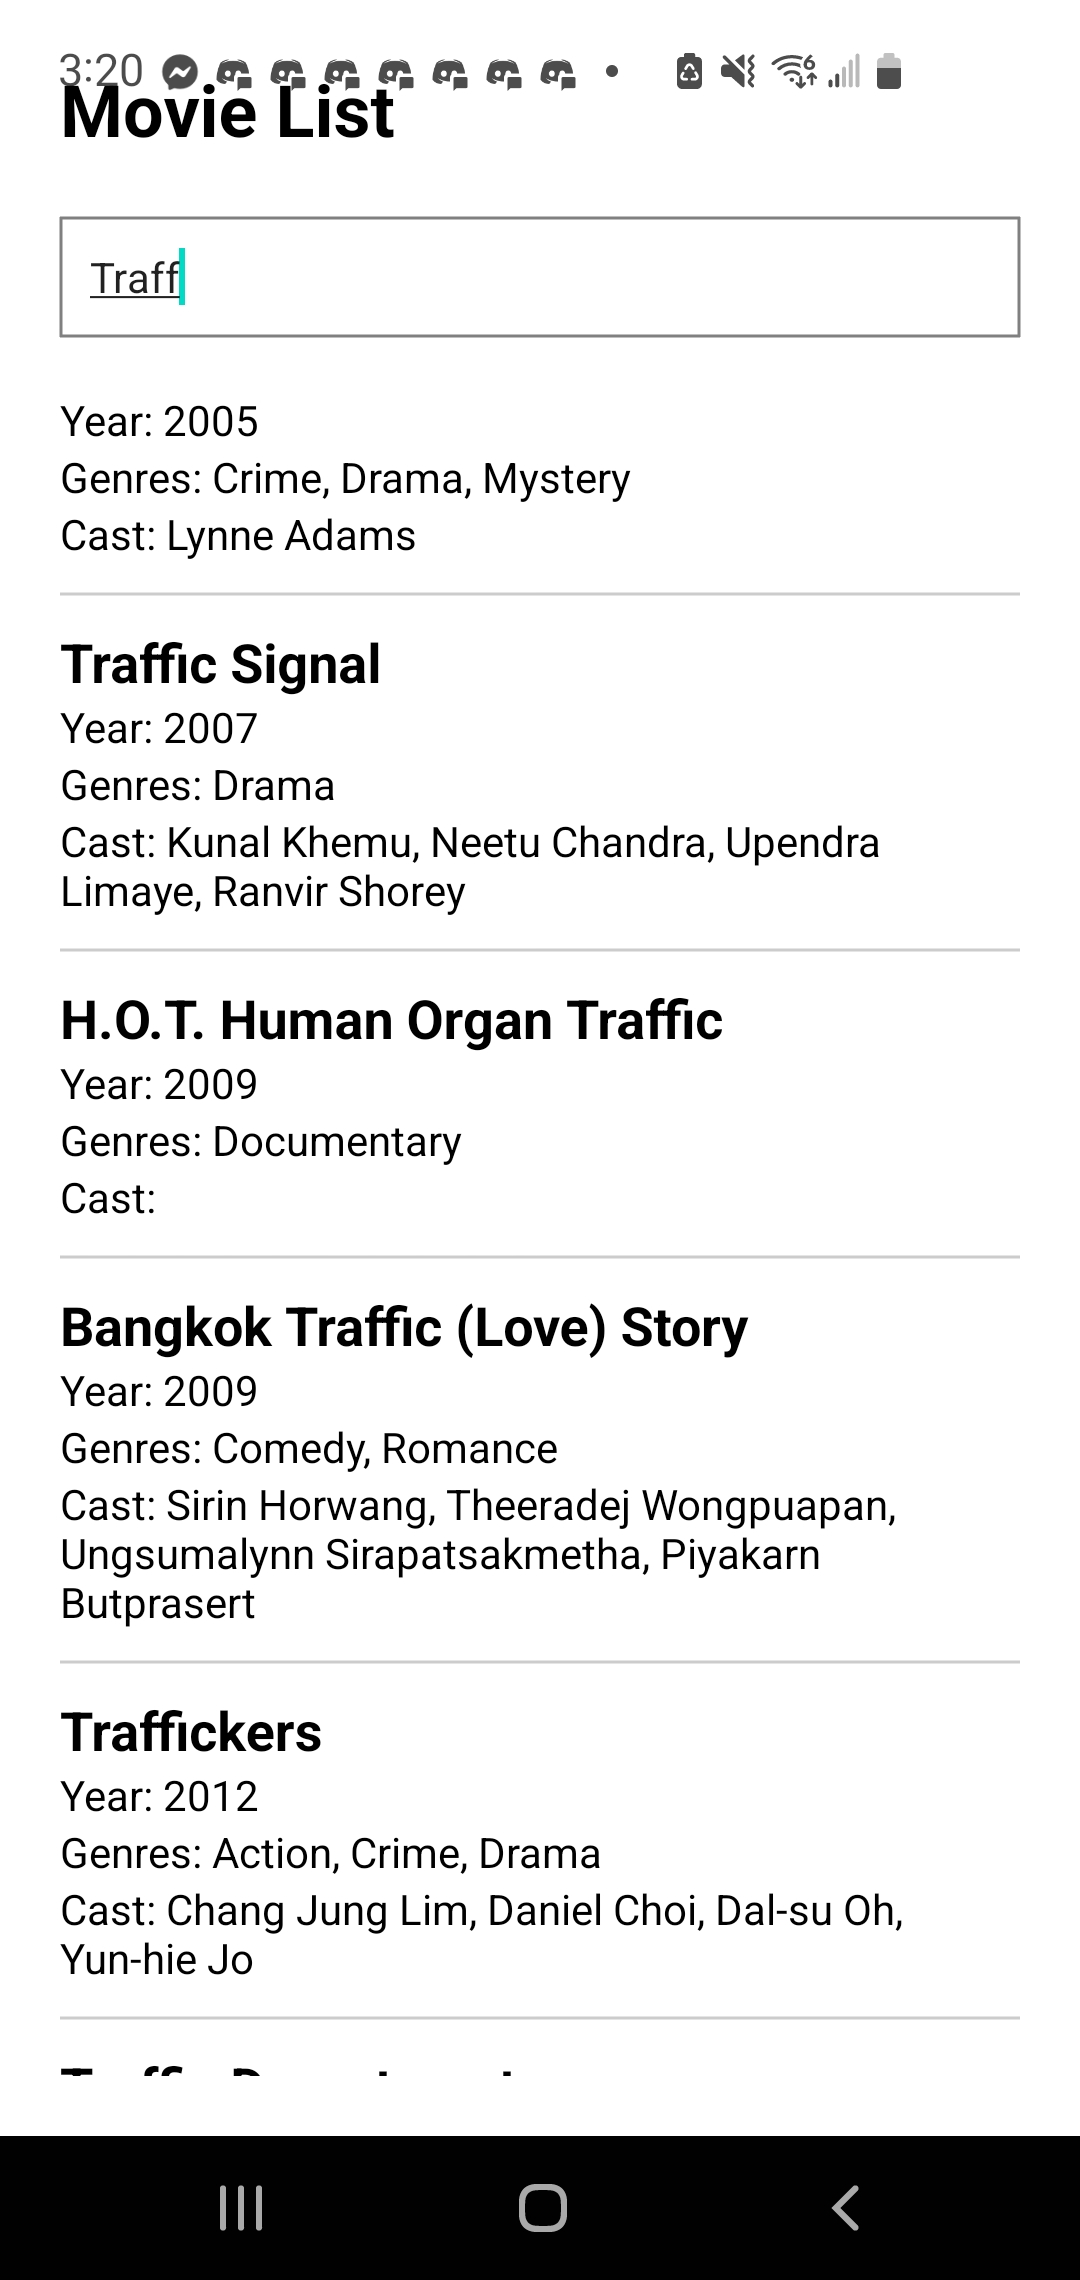 3:20
Movie List
Traff
Year: 2005
Genres: Crime, Drama, Mystery
Cast: Lynne Adams
Traffic Signal
Year: 2007
Genres: Drama
Cast: Kunal Khemu, Neetu Chandra, Upendra
Limaye, Ranvir Shorey
H.O.T. Human Organ Traffic
Year: 2009
Genres: Documentary
Cast:
Bangkok Traffic (Love) Story
Year: 2009
Genres: Comedy, Romance
Cast: Sirin Horwang, Theeradej Wongpuapan,
Ungsumalynn Sirapatsakmetha, Piyakarn
Butprasert
Traffickers
Year: 2012
Genres: Action, Crime, Drama
Cast: Chang Jung Lim, Daniel Choi, Dal-su Oh,
Yun-hie Jo